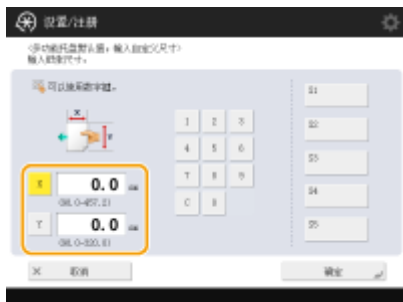 设置/注册
<多功能托盘默认值: 输入自定义尺寸>
输入纸张尺寸。
可以使用数字键。
X
Y
1 2 3
4 5 6
7 8 9
C 0
X 0.0 mm
Y 0.0 mm
S1
S2
S3
S4
S5
× 取消
确定